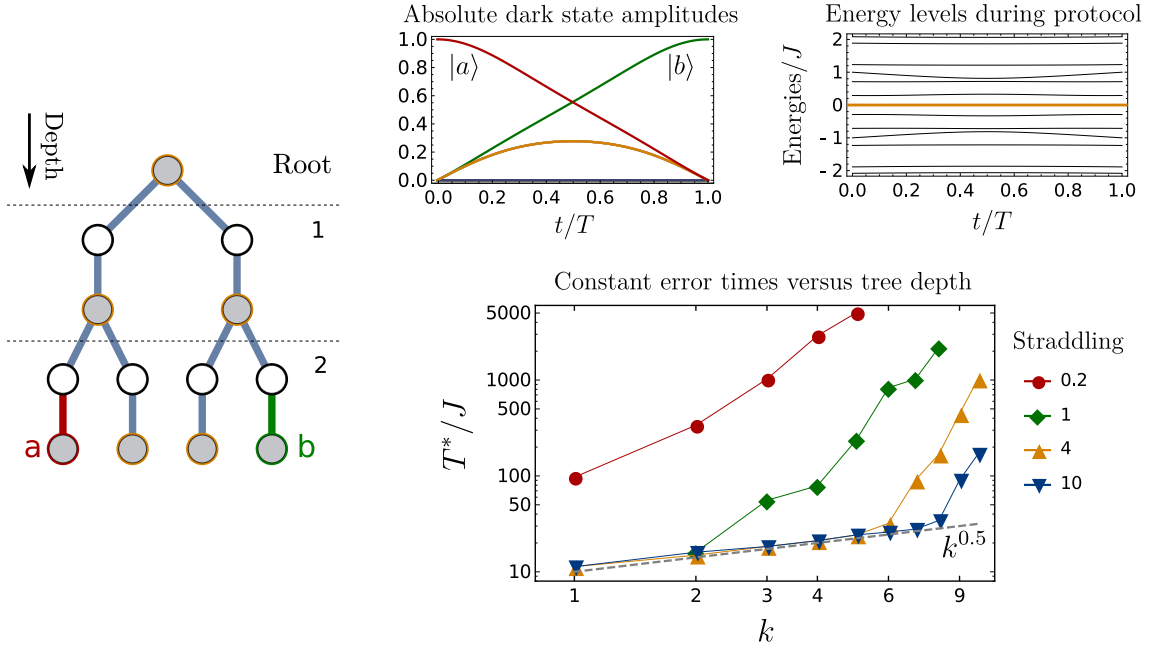 Depth
Root
1
2
a
b
Absolute dark state amplitudes
1.0
0.8
0.6
0.4
0.2
0.0
|a⟩
|b⟩
0.0 0.2 0.4 0.6 0.8 1.0
t/T
Energy levels during protocol
Energies/J
2
1
0
-1
-2
0.0 0.2 0.4 0.6 0.8 1.0
t/T
Constant error times versus tree depth
T*/J
5000
1000
500
100
50
10
k^0.5
1 2 3 4 6 9
k
Straddling
0.2
1
4
10